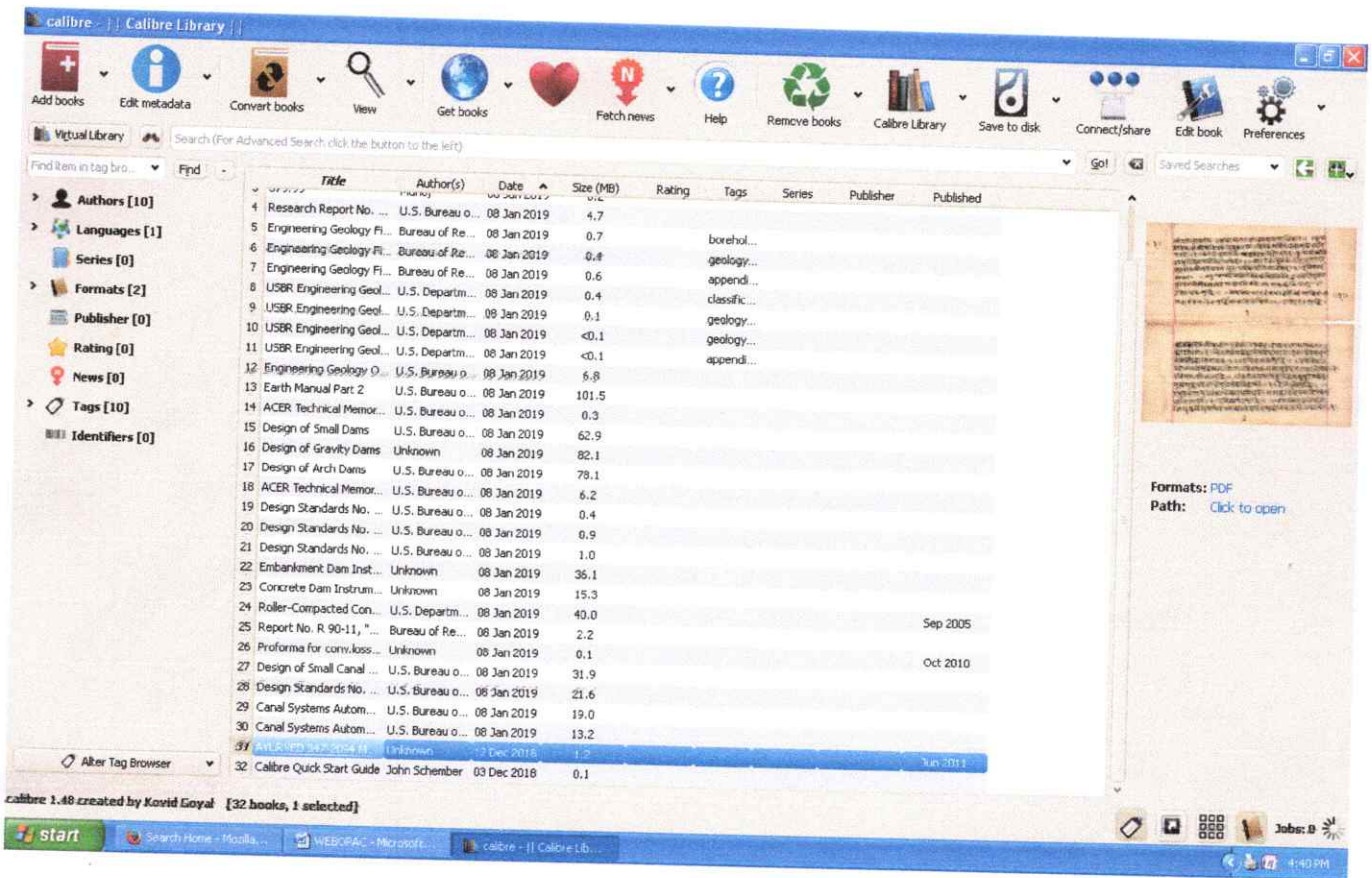 calibre - || Calibre Library ||
Add books Edit metadata Convert books View Get books Fetch news Help Remove books Calibre Library Save to disk Connect/share Edit book Preferences
Virtual Library Search (For Advanced Search click the button to the left) Go! Saved Searches
Find item in tag bro... Find
Authors [10]
Languages [1]
Series [0]
Formats [2]
Publisher [0]
Rating [0]
News [0]
Tags [10]
Identifiers [0]
Alter Tag Browser
Title Author(s) Date Size (MB) Rating Tags Series Publisher Published
4 Research Report No. ... U.S. Bureau o... 08 Jan 2019 4.7
5 Engineering Geology Fi... Bureau of Re... 08 Jan 2019 0.7 borehol...
6 Engineering Geology Fi... Bureau of Re... 08 Jan 2019 0.4 geology...
7 Engineering Geology Fi... Bureau of Re... 08 Jan 2019 0.6 appendi...
8 USBR Engineering Geol... U.S. Departm... 08 Jan 2019 0.4 classific...
9 USBR Engineering Geol... U.S. Departm... 08 Jan 2019 0.1 geology...
10 USBR Engineering Geol... U.S. Departm... 08 Jan 2019 <0.1 geology...
11 USBR Engineering Geol... U.S. Departm... 08 Jan 2019 <0.1 appendi...
12 Engineering Geology O... U.S. Bureau o... 08 Jan 2019 6.8
13 Earth Manual Part 2 U.S. Bureau o... 08 Jan 2019 101.5
14 ACER Technical Memor... U.S. Bureau o... 08 Jan 2019 0.3
15 Design of Small Dams U.S. Bureau o... 08 Jan 2019 62.9
16 Design of Gravity Dams Unknown 08 Jan 2019 82.1
17 Design of Arch Dams U.S. Bureau o... 08 Jan 2019 78.1
18 ACER Technical Memor... U.S. Bureau o... 08 Jan 2019 6.2
19 Design Standards No. ... U.S. Bureau o... 08 Jan 2019 0.4
20 Design Standards No. ... U.S. Bureau o... 08 Jan 2019 0.9
21 Design Standards No. ... U.S. Bureau o... 08 Jan 2019 1.0
22 Embankment Dam Inst... Unknown 08 Jan 2019 36.1
23 Concrete Dam Instrum... Unknown 08 Jan 2019 15.3
24 Roller-Compacted Con... U.S. Departm... 08 Jan 2019 40.0 Sep 2005
25 Report No. R 90-11, "... Bureau of Re... 08 Jan 2019 2.2
26 Proforma for conv.loss... Unknown 08 Jan 2019 0.1 Oct 2010
27 Design of Small Canal ... U.S. Bureau o... 08 Jan 2019 31.9
28 Design Standards No. ... U.S. Bureau o... 08 Jan 2019 21.6
29 Canal Systems Autom... U.S. Bureau o... 08 Jan 2019 19.0
30 Canal Systems Autom... U.S. Bureau o... 08 Jan 2019 13.2
31 Unknown 12 Dec 2018 1.2 Jun 2011
32 Calibre Quick Start Guide John Schember 03 Dec 2018 0.1
Formats: PDF
Path: Click to open
calibre 1.48 created by Kovid Goyal [32 books, 1 selected]
Jobs: 0
start Search Home - Mozilla... WEBOPAC - Microsoft... calibre - || Calibre Lib... 4:40 PM